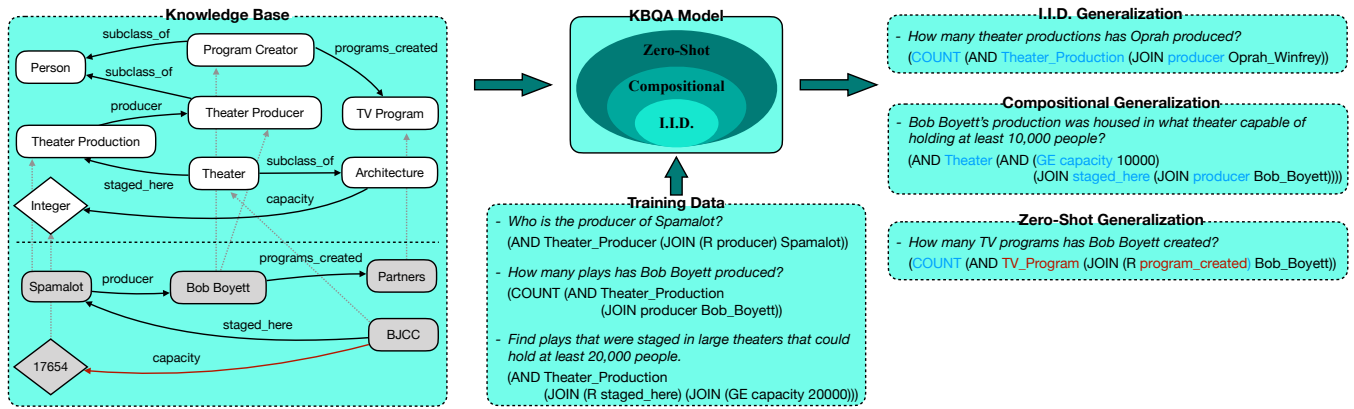 Knowledge Base
subclass_of
Program Creator
programs_created
Person
subclass_of
producer
Theater Producer
TV Program
Theater Production
subclass_of
Theater
Architecture
staged_here
capacity
Integer
programs_created
producer
Spamalot
Bob Boyett
Partners
staged_here
BJCC
capacity
17654
KBQA Model
Zero-Shot
Compositional
I.I.D.
Training Data
- Who is the producer of Spamalot?
(AND Theater_Producer (JOIN (R producer) Spamalot))
- How many plays has Bob Boyett produced?
(COUNT (AND Theater_Production
(JOIN producer Bob_Boyett))
- Find plays that were staged in large theaters that could
hold at least 20,000 people.
(AND Theater_Production
(JOIN (R staged_here) (JOIN (GE capacity 20000)))
I.I.D. Generalization
- How many theater productions has Oprah produced?
(COUNT (AND Theater_Production (JOIN producer Oprah_Winfrey))
Compositional Generalization
- Bob Boyett's production was housed in what theater capable of
holding at least 10,000 people?
(AND Theater (AND (GE capacity 10000)
(JOIN staged_here (JOIN producer Bob_Boyett))))
Zero-Shot Generalization
- How many TV programs has Bob Boyett created?
(COUNT (AND TV_Program (JOIN (R program_created) Bob_Boyett))